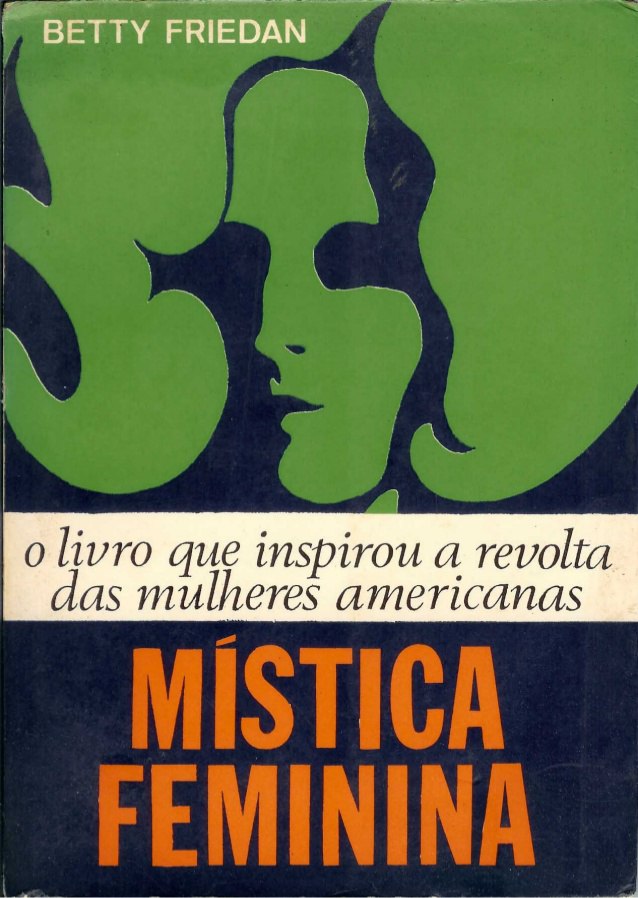 BETTY FRIEDAN
o livro que inspirou a revolta
das mulheres americanas
MÍSTICA
FEMININA